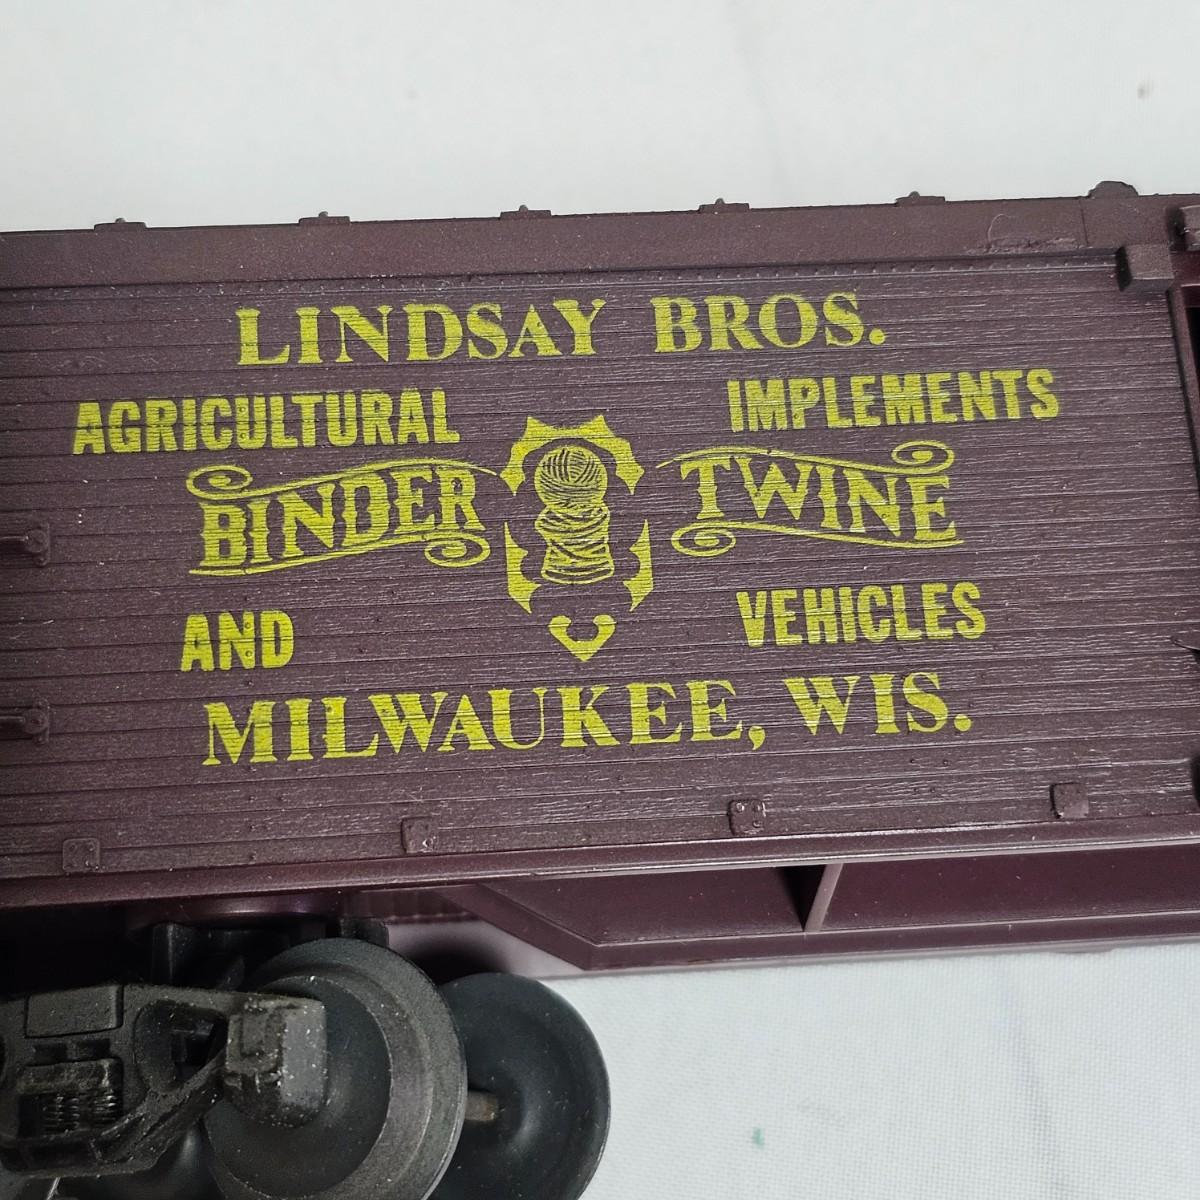 LINDSAY BROS.
AGRICULTURAL IMPLEMENTS
BINDER TWINE
AND VEHICLES
MILWAUKEE, WIS.